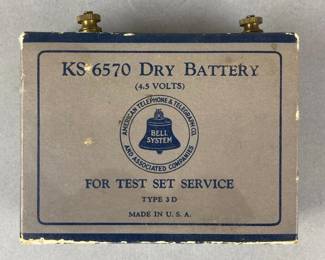 KS 6570 DRY BATTERY
(4.5 VOLTS)
AMERICAN TELEPHONE & TELEGRAPH CO.
BELL
SYSTEM
AND ASSOCIATED COMPANIES
FOR TEST SET SERVICE
TYPE 3 D
MADE IN U. S. A.